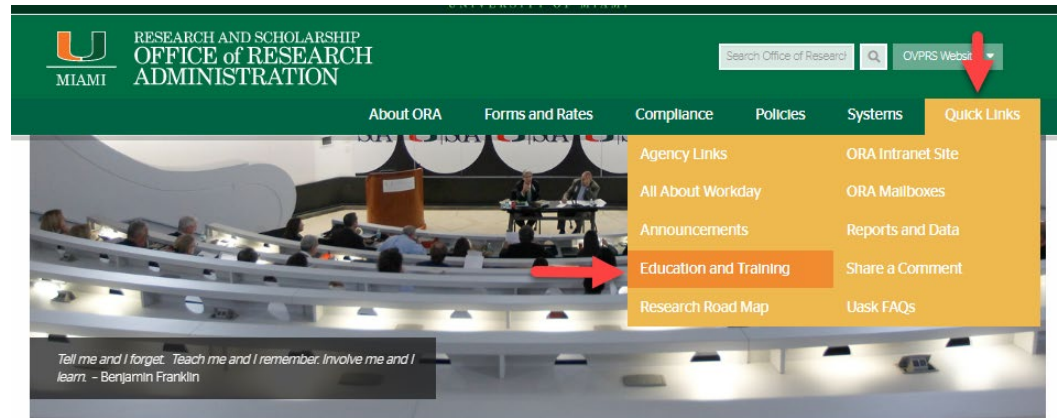 UNIVERSITY OF MIAMI
RESEARCH AND SCHOLARSHIP
OFFICE of RESEARCH
ADMINISTRATION
MIAMI
Search Office of Researcl
OVPRS Websit
About ORA Forms and Rates Compliance Policies Systems Quick Links
Agency Links ORA Intranet Site
All About Workday ORA Mailboxes
Announcements Reports and Data
Education and Training Share a Comment
Research Road Map Uask FAQs
Tell me and I forget. Teach me and I remember. Involve me and I
learn. – Benjamin Franklin